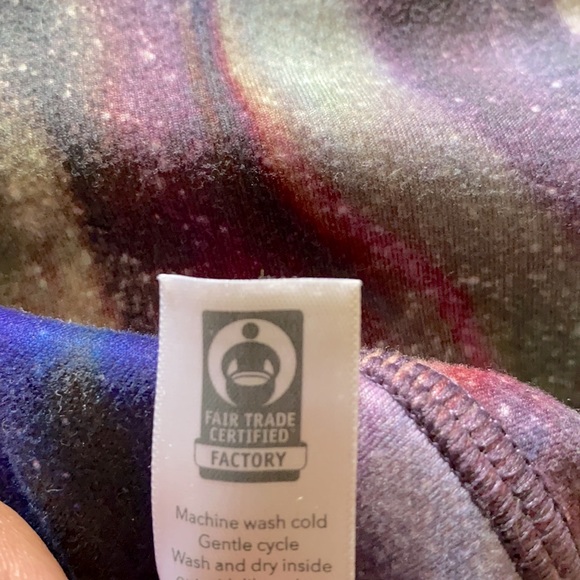 FAIR TRADE
CERTIFIED
FACTORY
Machine wash cold
Gentle cycle
Wash and dry inside